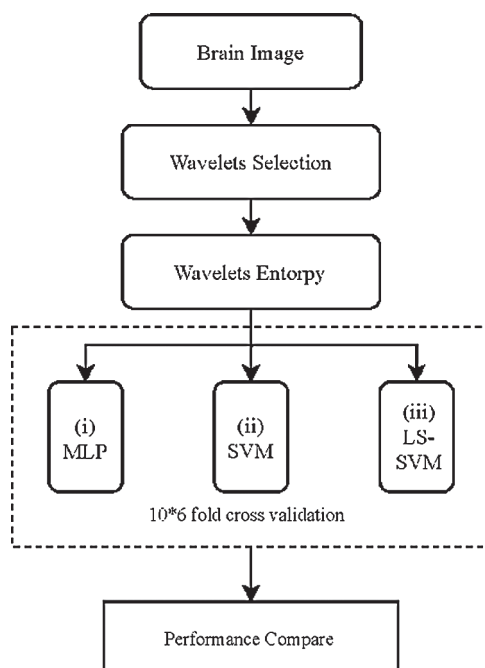 Brain Image
Wavelets Selection
Wavelets Entorpy
(i)
MLP
(ii)
SVM
(iii)
LS-
SVM
10*6 fold cross validation
Performance Compare